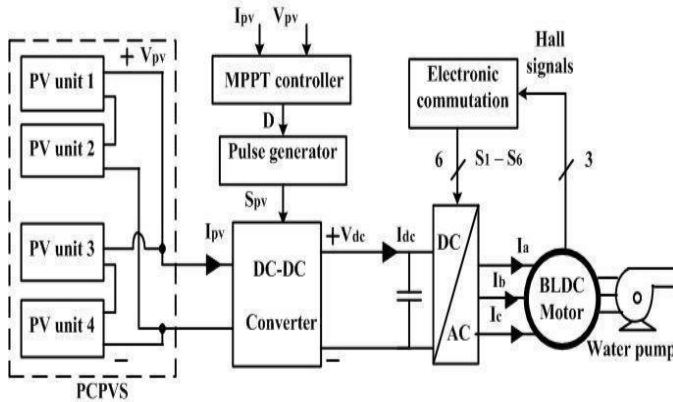 Ipv Vpv
+ Vpv
PV unit 1
PV unit 2
PV unit 3
PV unit 4
–
PCPVS
MPPT controller
D
Pulse generator
Spv
Ipv
DC-DC
Converter
+Vdc
–
Idc
Electronic
commutation
Hall
signals
6
S1 – S6
3
DC
AC
Ia
Ib
Ic
BLDC
Motor
Water pump